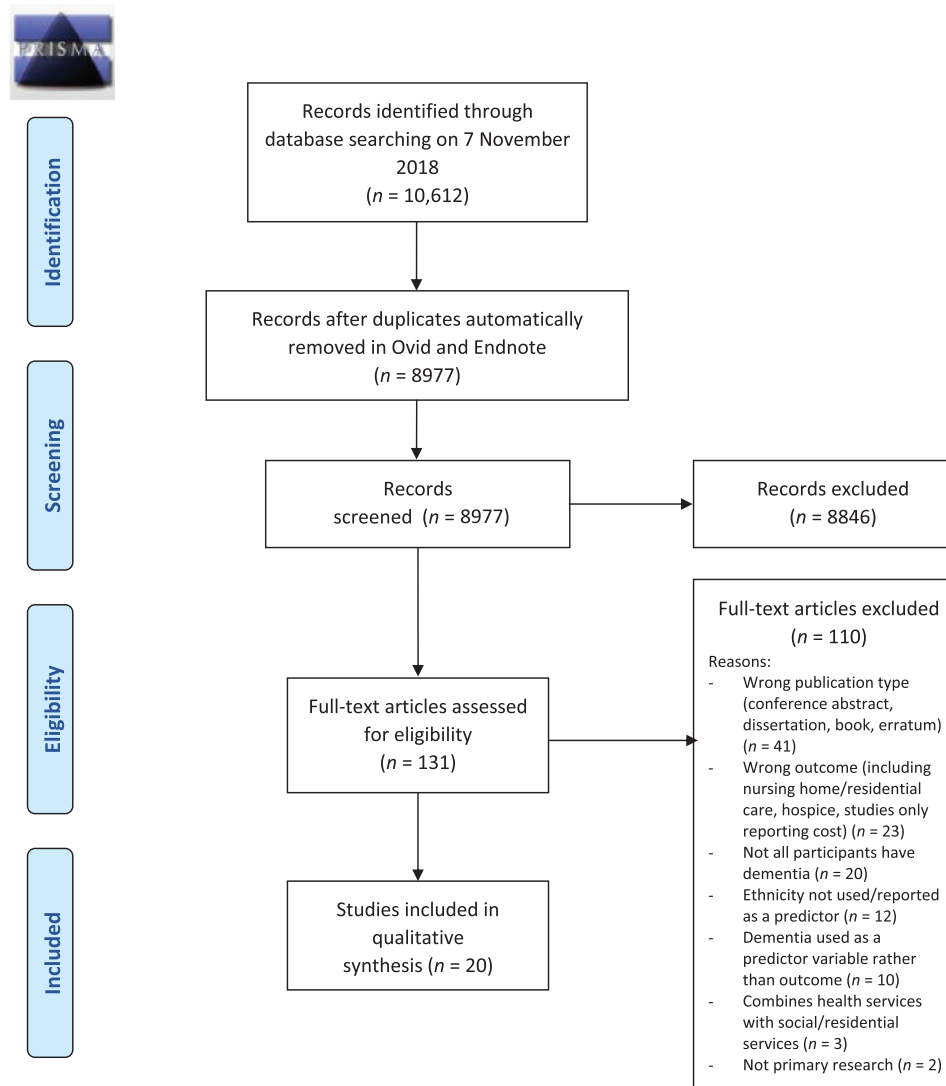 PRISMA
Identification
Records identified through
database searching on 7 November
2018
(n = 10,612)
Records after duplicates automatically
removed in Ovid and Endnote
(n = 8977)
Screening
Records
screened (n = 8977)
Records excluded
(n = 8846)
Eligibility
Full-text articles assessed
for eligibility
(n = 131)
Full-text articles excluded
(n = 110)
Reasons:
- Wrong publication type
(conference abstract,
dissertation, book, erratum)
(n = 41)
- Wrong outcome (including
nursing home/residential
care, hospice, studies only
reporting cost) (n = 23)
- Not all participants have
dementia (n = 20)
- Ethnicity not used/reported
as a predictor (n = 12)
- Dementia used as a
predictor variable rather
than outcome (n = 10)
- Combines health services
with social/residential
services (n = 3)
- Not primary research (n = 2)
Included
Studies included in
qualitative
synthesis (n = 20)